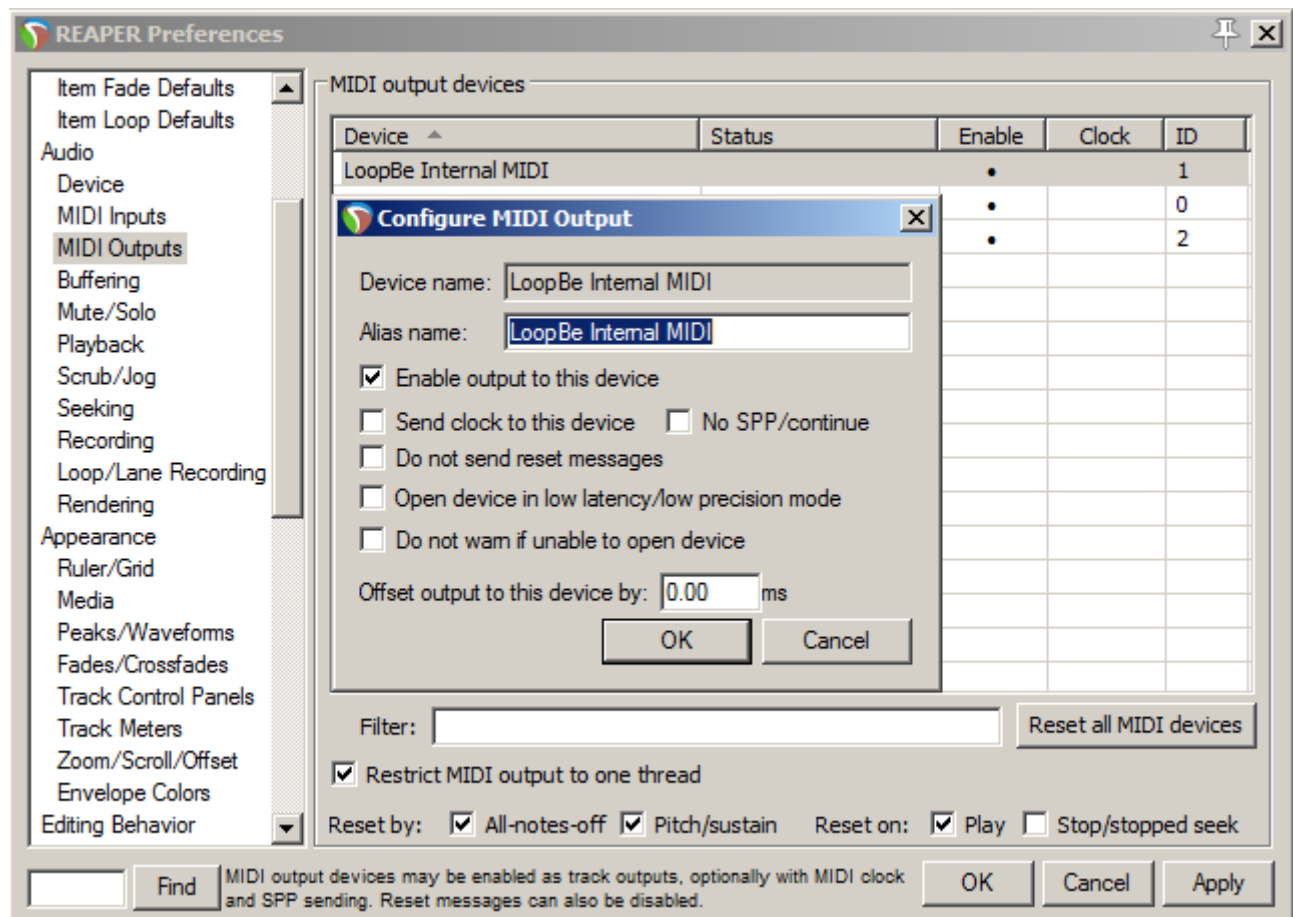 REAPER Preferences
Item Fade Defaults
Item Loop Defaults
Audio
Device
MIDI Inputs
MIDI Outputs
Buffering
Mute/Solo
Playback
Scrub/Jog
Seeking
Recording
Loop/Lane Recording
Rendering
Appearance
Ruler/Grid
Media
Peaks/Waveforms
Fades/Crossfades
Track Control Panels
Track Meters
Zoom/Scroll/Offset
Envelope Colors
Editing Behavior
MIDI output devices
Device Status Enable Clock ID
LoopBe Internal MIDI • 1
• 0
• 2
Configure MIDI Output
Device name: LoopBe Internal MIDI
Alias name: LoopBe Internal MIDI
Enable output to this device
Send clock to this device No SPP/continue
Do not send reset messages
Open device in low latency/low precision mode
Do not warn if unable to open device
Offset output to this device by: 0.00 ms
OK Cancel
Filter: Reset all MIDI devices
Restrict MIDI output to one thread
Reset by: All-notes-off Pitch/sustain Reset on: Play Stop/stopped seek
Find
MIDI output devices may be enabled as track outputs, optionally with MIDI clock
and SPP sending. Reset messages can also be disabled.
OK Cancel Apply